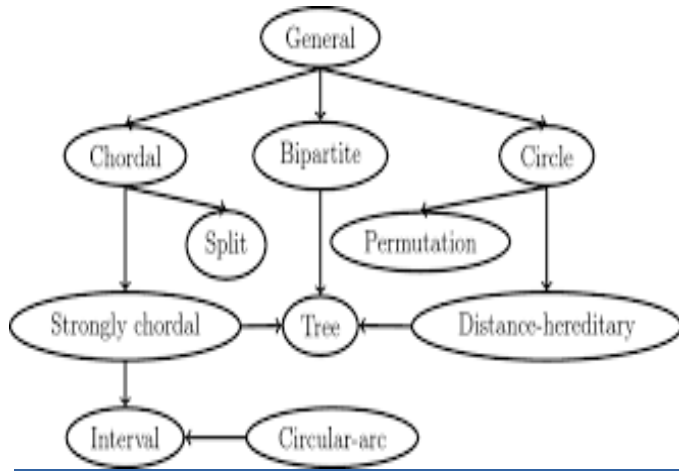 General
Chordal
Bipartite
Circle
Split
Permutation
Strongly chordal
Tree
Distance-hereditary
Interval
Circular-arc